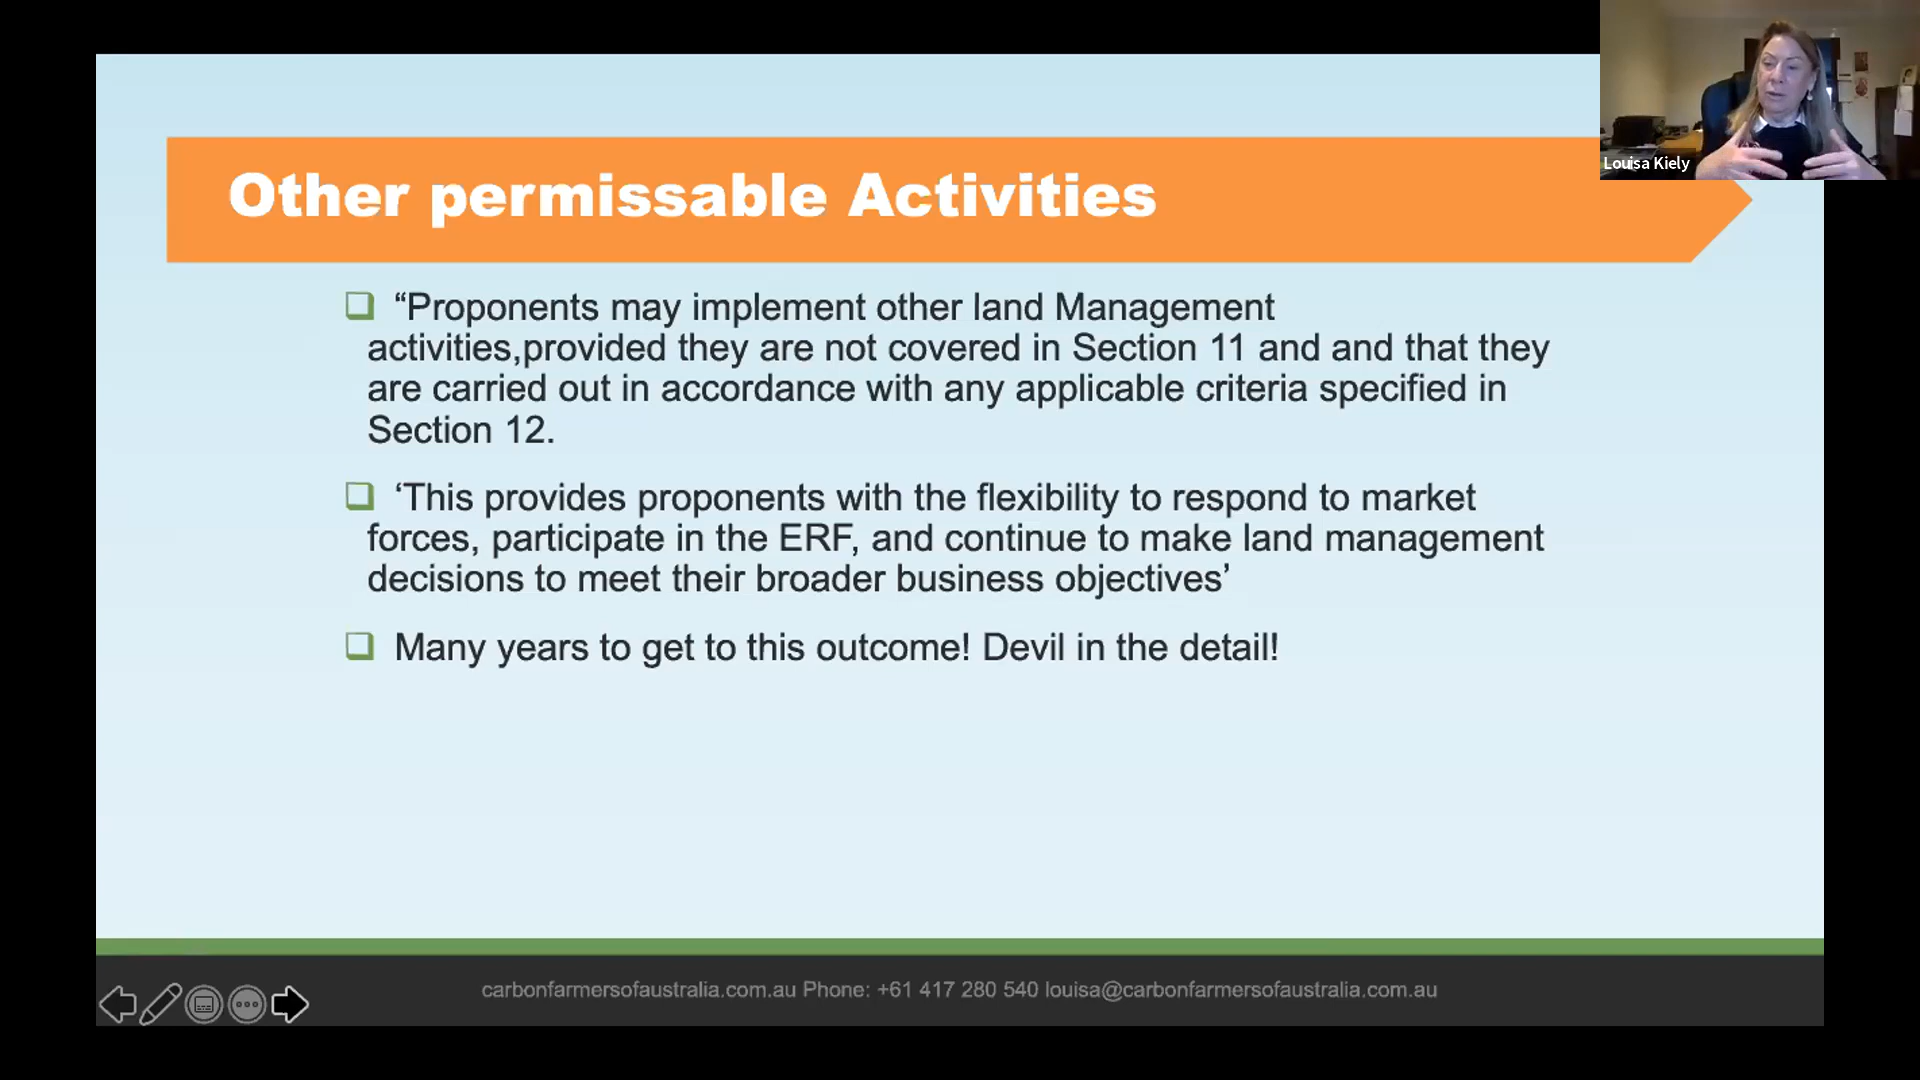 Louisa Kiely
Other permissable Activities
“Proponents may implement other land Management
activities,provided they are not covered in Section 11 and and that they
are carried out in accordance with any applicable criteria specified in
Section 12.
‘This provides proponents with the flexibility to respond to market
forces, participate in the ERF, and continue to make land management
decisions to meet their broader business objectives’
Many years to get to this outcome! Devil in the detail!
carbonfarmersofaustralia.com.au Phone: +61 417 280 540 louisa@carbonfarmersofaustralia.com.au